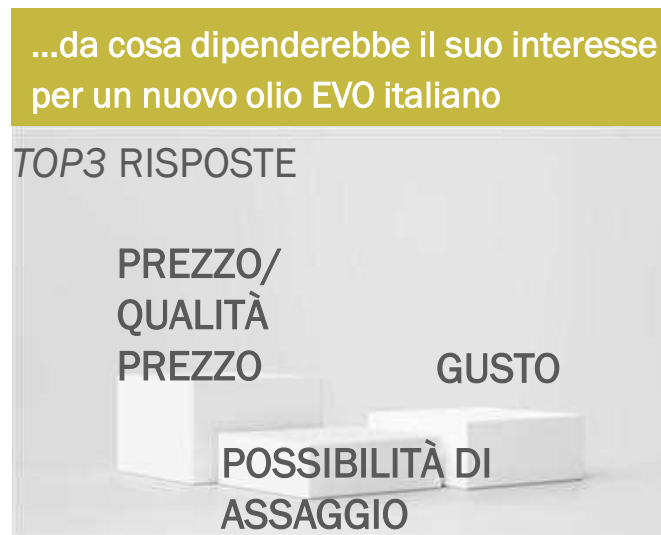 ...da cosa dipenderebbe il suo interesse
per un nuovo olio EVO italiano
TOP3 RISPOSTE
PREZZO/
QUALITÀ
PREZZO
GUSTO
POSSIBILITÀ DI
ASSAGGIO